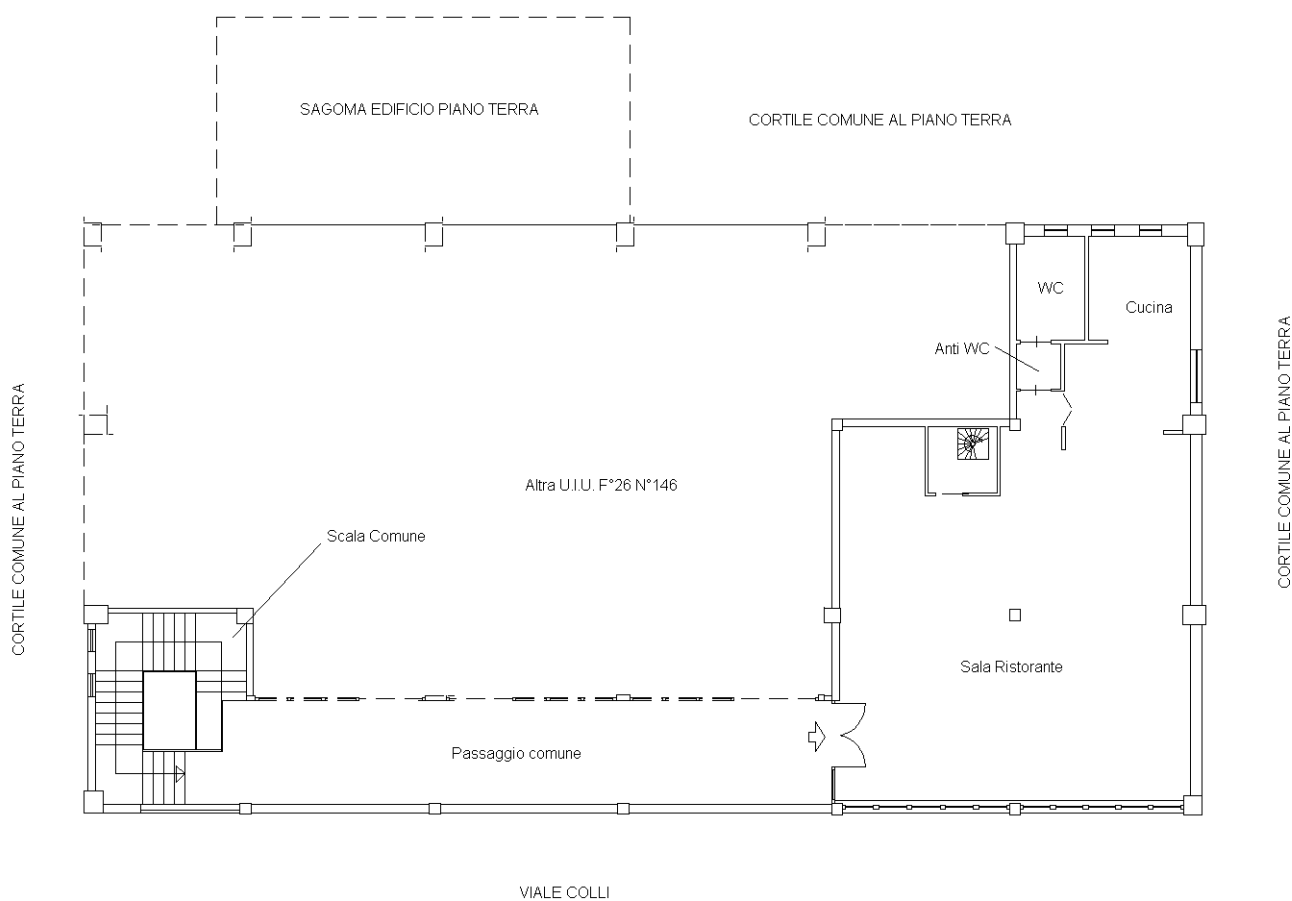 SAGOMA EDIFICIO PIANO TERRA
CORTILE COMUNE AL PIANO TERRA
WC
Cucina
Anti WC
CORTILE COMUNE AL PIANO TERRA
CORTILE COMUNE AL PIANO TERRA
Altra U.I.U. F°26 N°146
Scala Comune
Sala Ristorante
Passaggio comune
VIALE COLLI